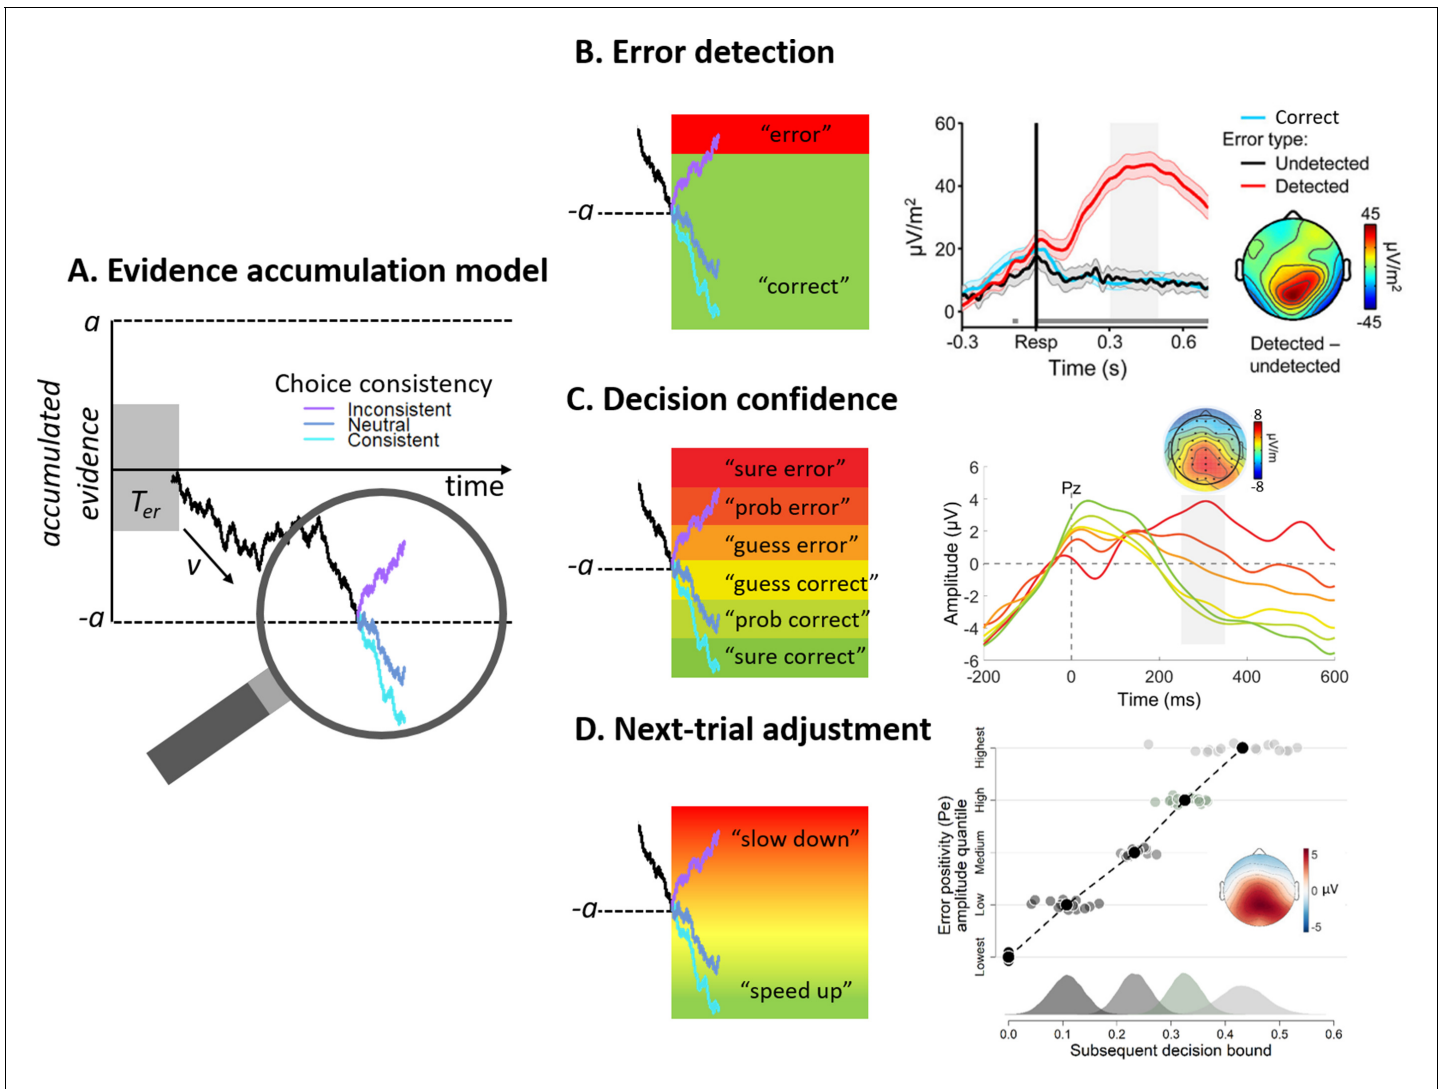 A. Evidence accumulation model
a
accumulated
evidence
-a
T_er
v
time
Choice consistency
Inconsistent
Neutral
Consistent
B. Error detection
-a
“error”
“correct”
60
40
20
0
µV/m²
-0.3
Resp
0.3
0.6
Time (s)
Correct
Error type:
Undetected
Detected
45
µV/m²
-45
Detected –
undetected
C. Decision confidence
-a
“sure error”
“prob error”
“guess error”
“guess correct”
“prob correct”
“sure correct”
6
4
2
0
-2
-4
-6
Amplitude (µV)
Pz
-200
0
200
400
600
Time (ms)
8
µV/m
-8
D. Next-trial adjustment
-a
“slow down”
“speed up”
Error positivity (Pe)
amplitude quantile
Highest
High
Medium
Low
Lowest
5
0
µV
-5
0.0
0.1
0.2
0.3
0.4
0.5
0.6
Subsequent decision bound